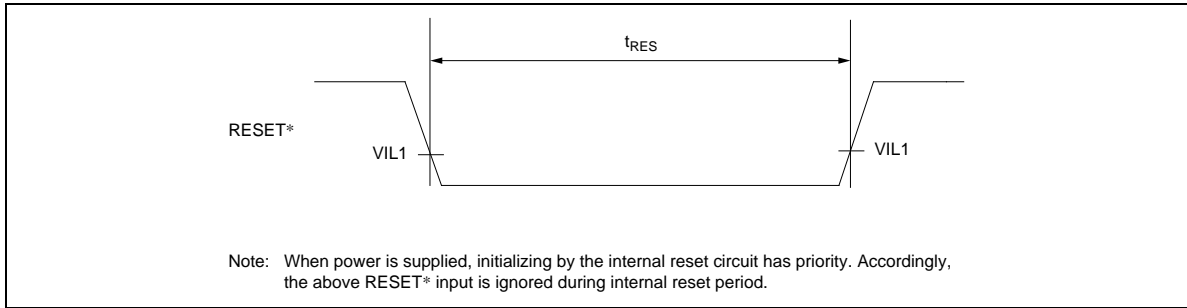 tRES
RESET*
VIL1
VIL1
Note: When power is supplied, initializing by the internal reset circuit has priority. Accordingly,
the above RESET* input is ignored during internal reset period.